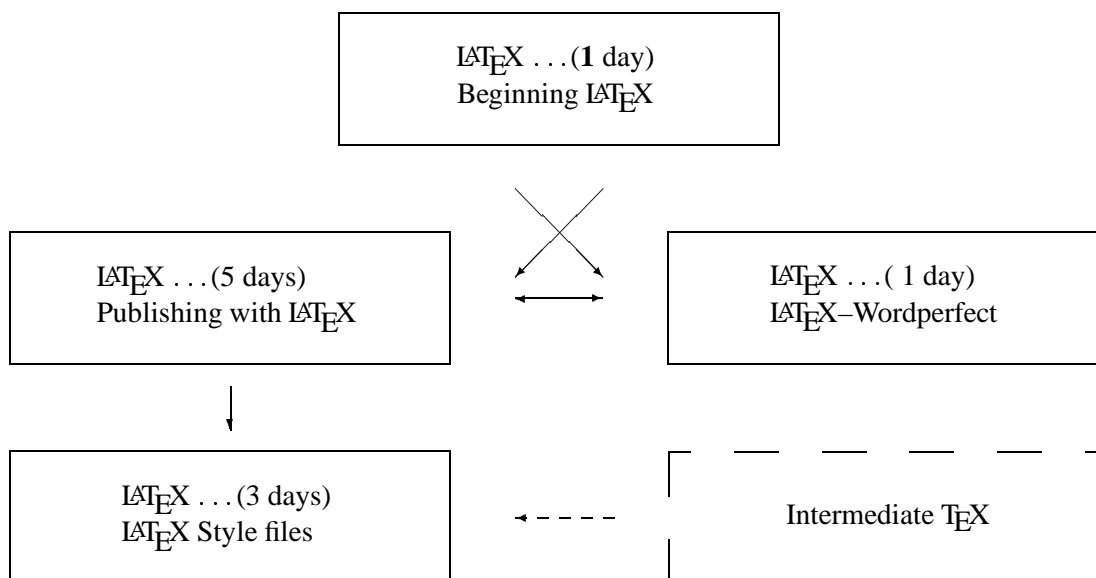 LATEX ...(1 day)
Beginning LATEX
LATEX ...(5 days)
Publishing with LATEX
LATEX ...( 1 day)
LATEX–Wordperfect
LATEX ...(3 days)
LATEX Style files
Intermediate TEX